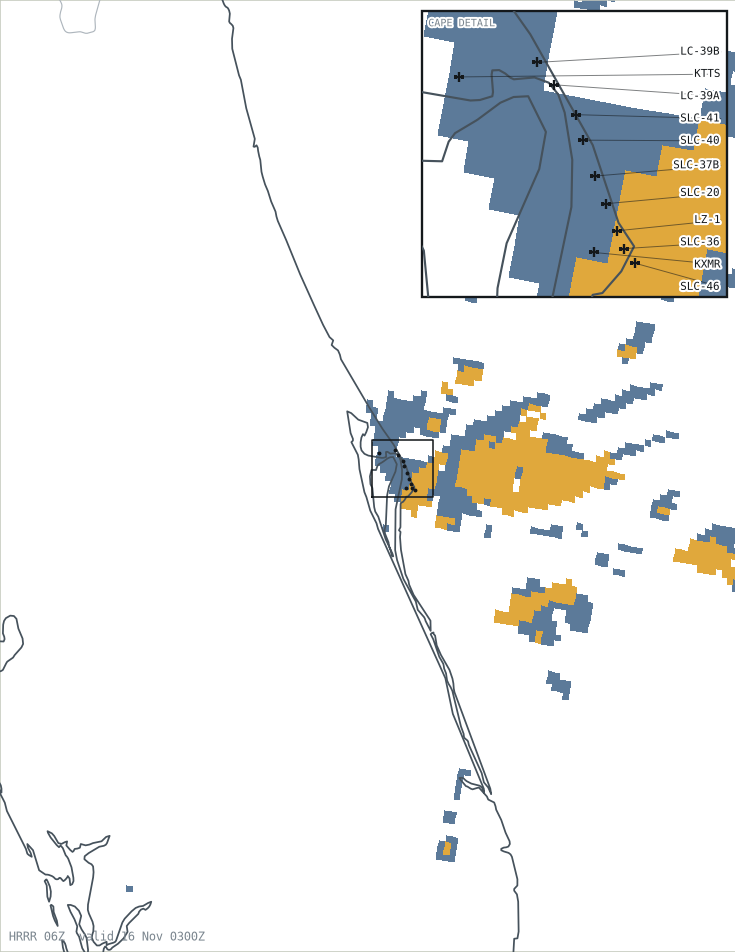 CAPE DETAIL
LC-39B
KTTS
LC-39A
SLC-41
SLC-40
SLC-37B
SLC-20
LZ-1
SLC-36
KXMR
SLC-46
HRRR 06Z valid 16 Nov 0300Z